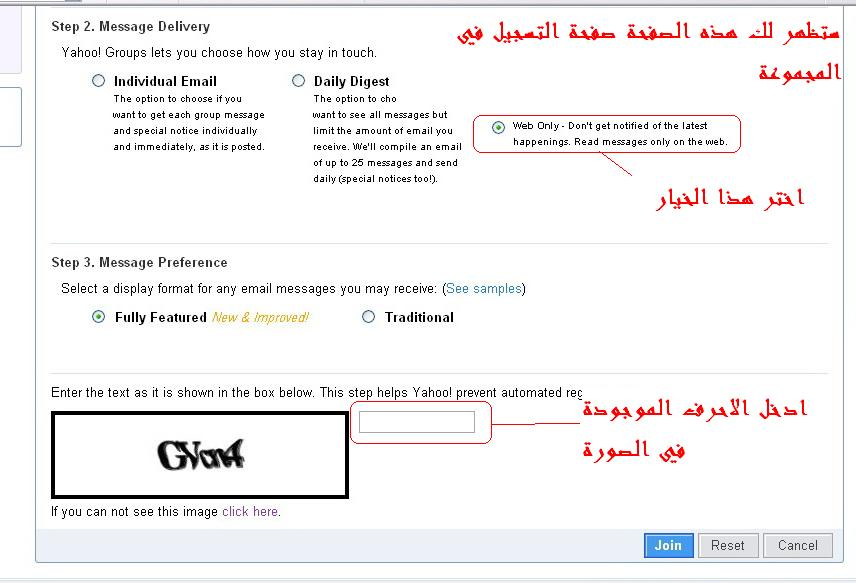 Step 2. Message Delivery
ستظهر لك هذه الصفحة صفحة التسجيل في
المجموعة
Yahoo! Groups lets you choose how you stay in touch.
Individual Email
The option to choose if you
want to get each group message
and special notice individually
and immediately, as it is posted.
Daily Digest
The option to cho
want to see all messages but
limit the amount of email you
receive. We'll compile an email
of up to 25 messages and send
daily (special notices too!).
Web Only - Don't get notified of the latest
happenings. Read messages only on the web.
اختر هذا الخيار
Step 3. Message Preference
Select a display format for any email messages you may receive: (See samples)
Fully Featured New & Improved!
Traditional
Enter the text as it is shown in the box below. This step helps Yahoo! prevent automated reg
ادخل الاحرف الموجودة
في الصورة
GVcn4
If you can not see this image click here.
Join
Reset
Cancel